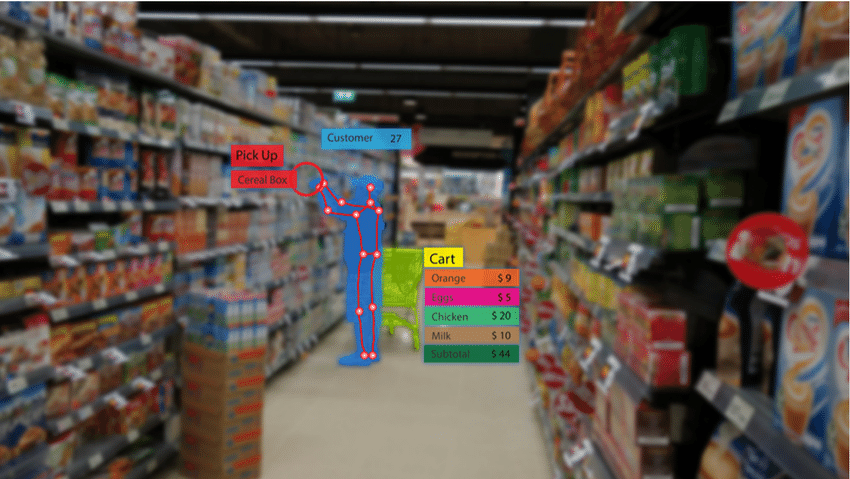 Customer 27
Pick Up
Cereal Box
Cart
Orange $ 9
Eggs $ 5
Chicken $ 20
Milk $ 10
Subtotal $ 44